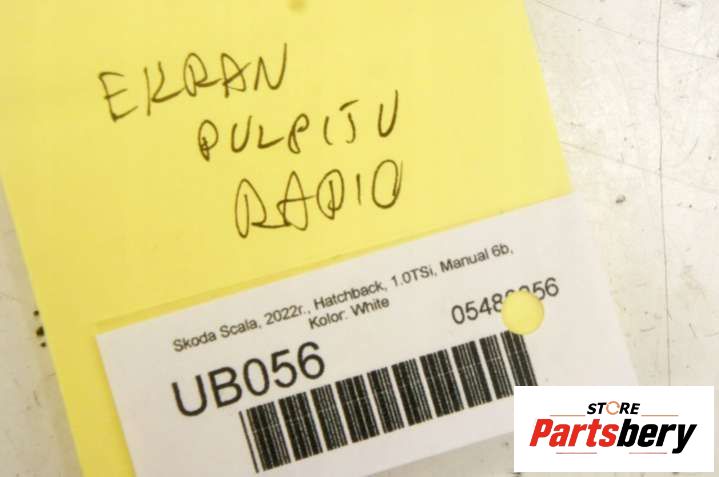 EKRAN
PULPITU
RADIO
Skoda Scala, 2022r., Hatchback, 1.0TSi, Manual 6b,
Kolor: White
UB056
STORE
Partsbery